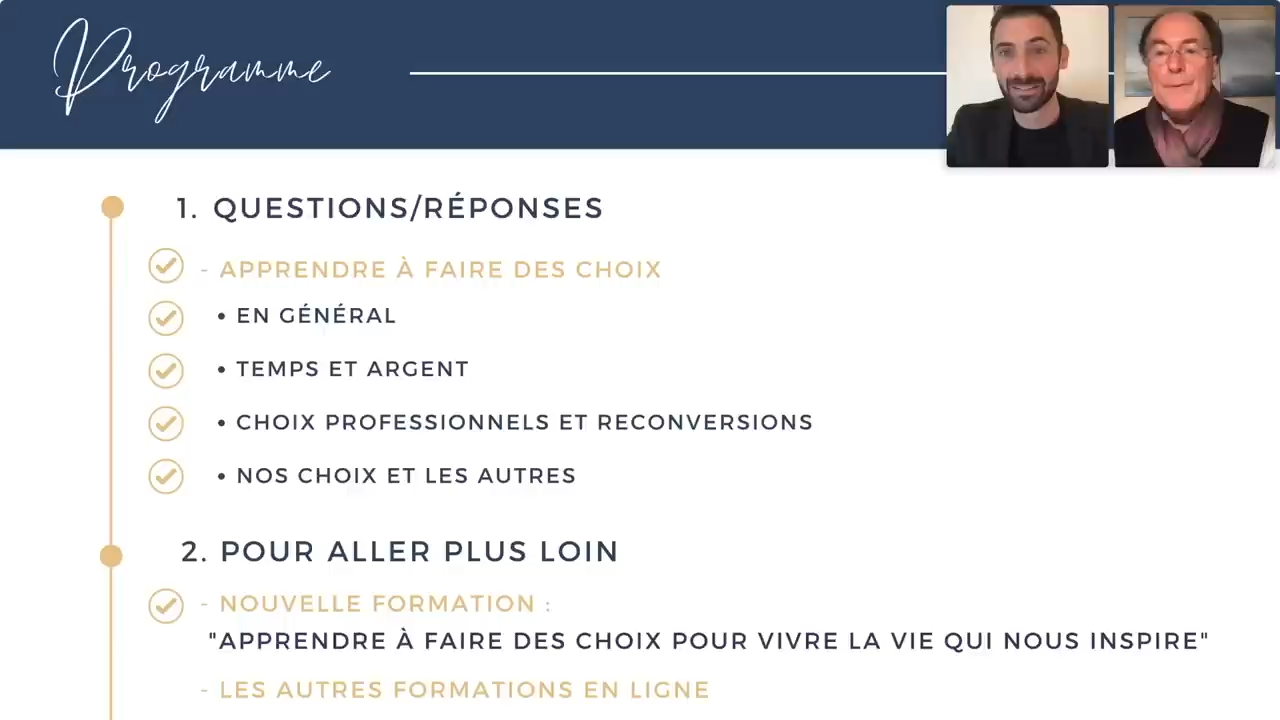 Programme
1. QUESTIONS/RÉPONSES
- APPRENDRE À FAIRE DES CHOIX
• EN GÉNÉRAL
• TEMPS ET ARGENT
• CHOIX PROFESSIONNELS ET RECONVERSIONS
• NOS CHOIX ET LES AUTRES
2. POUR ALLER PLUS LOIN
- NOUVELLE FORMATION :
"APPRENDRE À FAIRE DES CHOIX POUR VIVRE LA VIE QUI NOUS INSPIRE"
- LES AUTRES FORMATIONS EN LIGNE